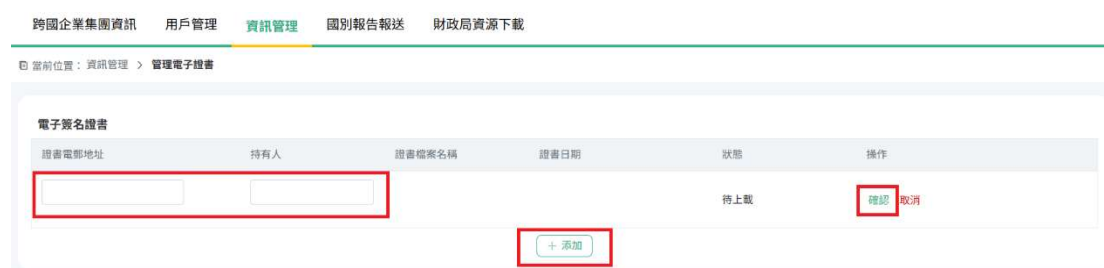 跨國企業集團資訊 用戶管理 資訊管理 國別報告報送 財政局資源下載
當前位置： 資訊管理 > 管理電子證書
電子簽名證書
證書電郵地址 持有人 證書檔案名稱 證書日期 狀態 操作
待上載 確認 取消
+ 添加